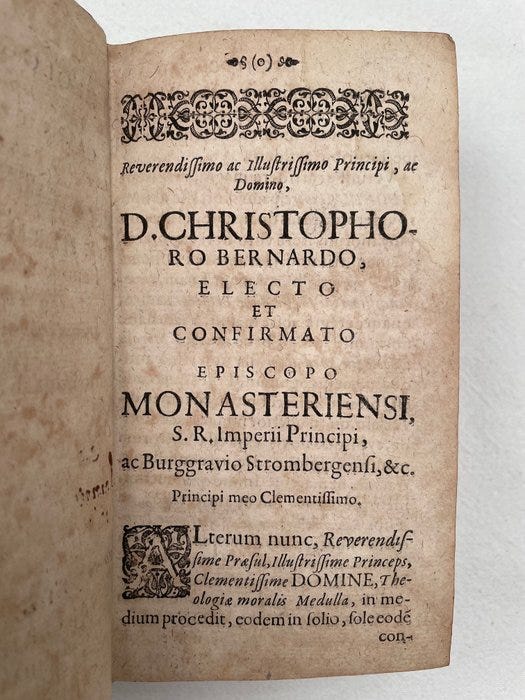 § (o) §
Reverendissimo ac Illustrissimo Principi, ac
Domino,
D. CHRISTOPHO-
RO BERNARDO,
ELECTO
ET
CONFIRMATO
EPISCOPO
MONASTERIENSI,
S. R. Imperii Principi,
ac Burggravio Strombergensi, &c.
Principi meo Clementissimo.
ALterum nunc, Reverendis-
sime Præsul, Illustrissime Princeps,
Clementissime DOMINE, The-
ologiæ moralis Medulla, in me-
dium procedit, eodem in solio, sole eodē
con-